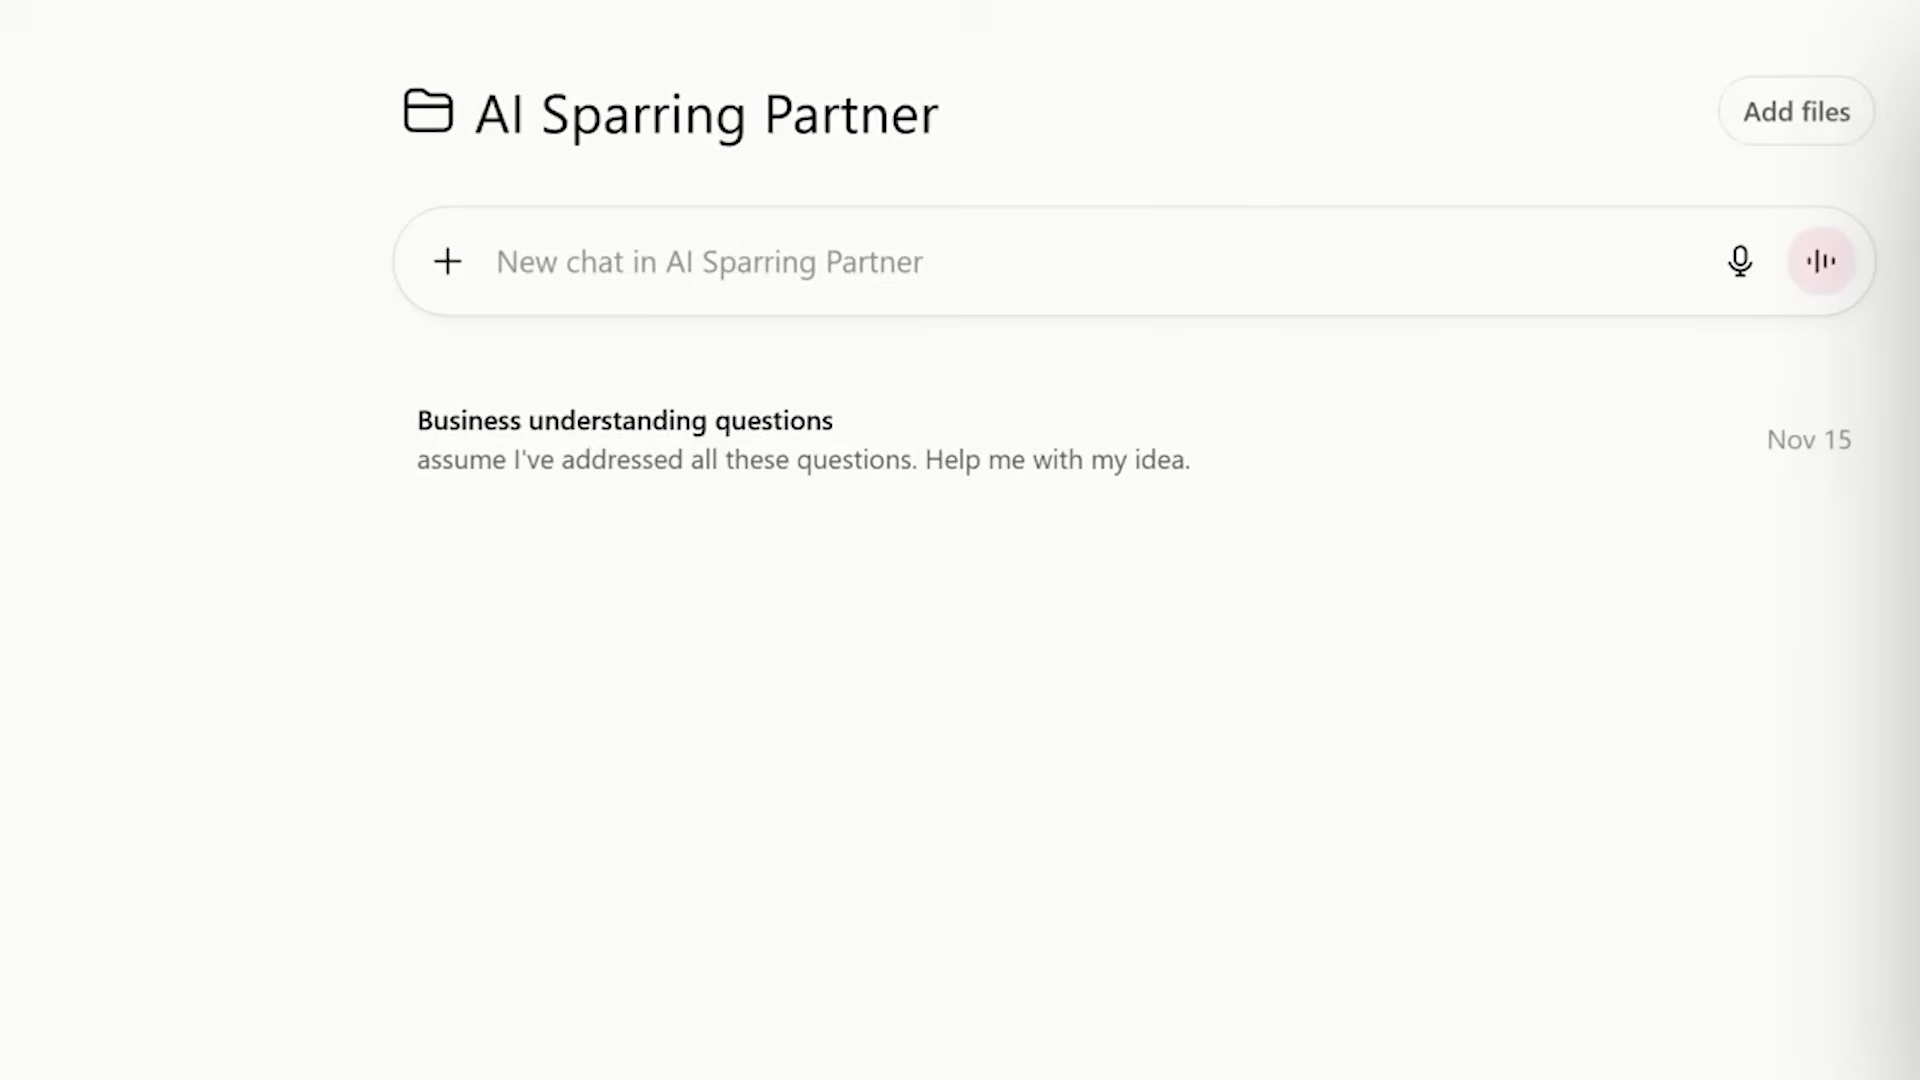 AI Sparring Partner
Add files
New chat in AI Sparring Partner
Business understanding questions
assume I've addressed all these questions. Help me with my idea.
Nov 15